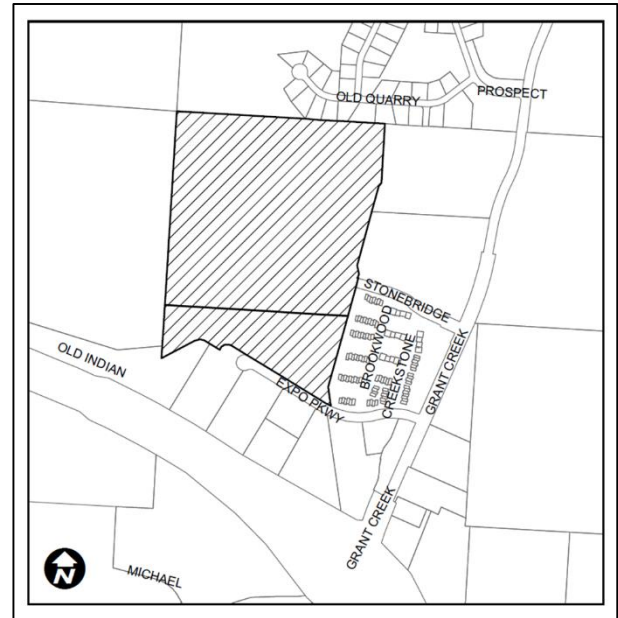 OLD QUARRY
PROSPECT
STONEBRIDGE
BROOKWOOD
CREEKSTONE
GRANT CREEK
OLD INDIAN
EXPO PKWY
GRANT CREEK
MICHAEL
N